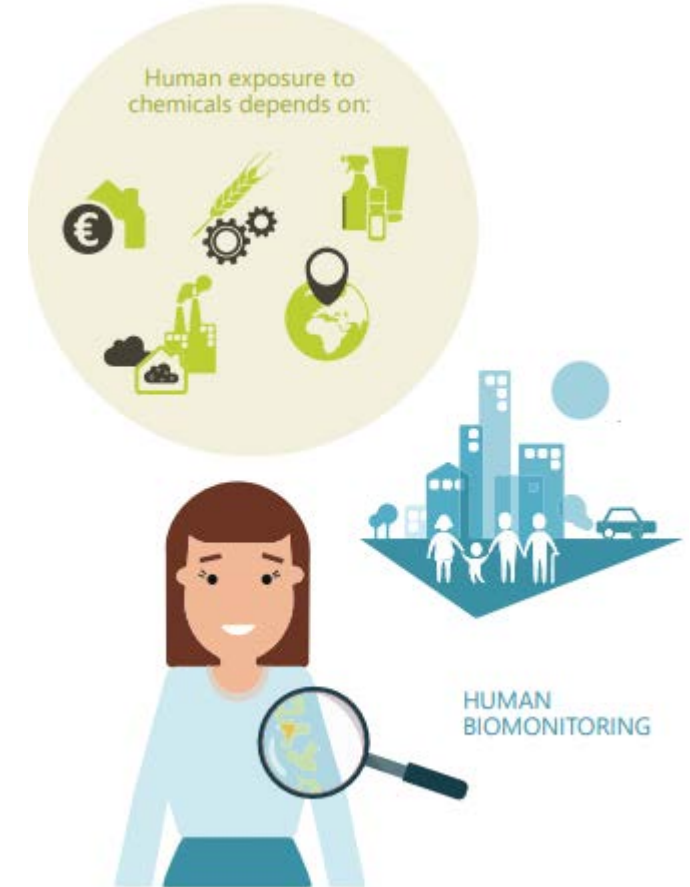 Human exposure to
chemicals depends on:
€
HUMAN
BIOMONITORING